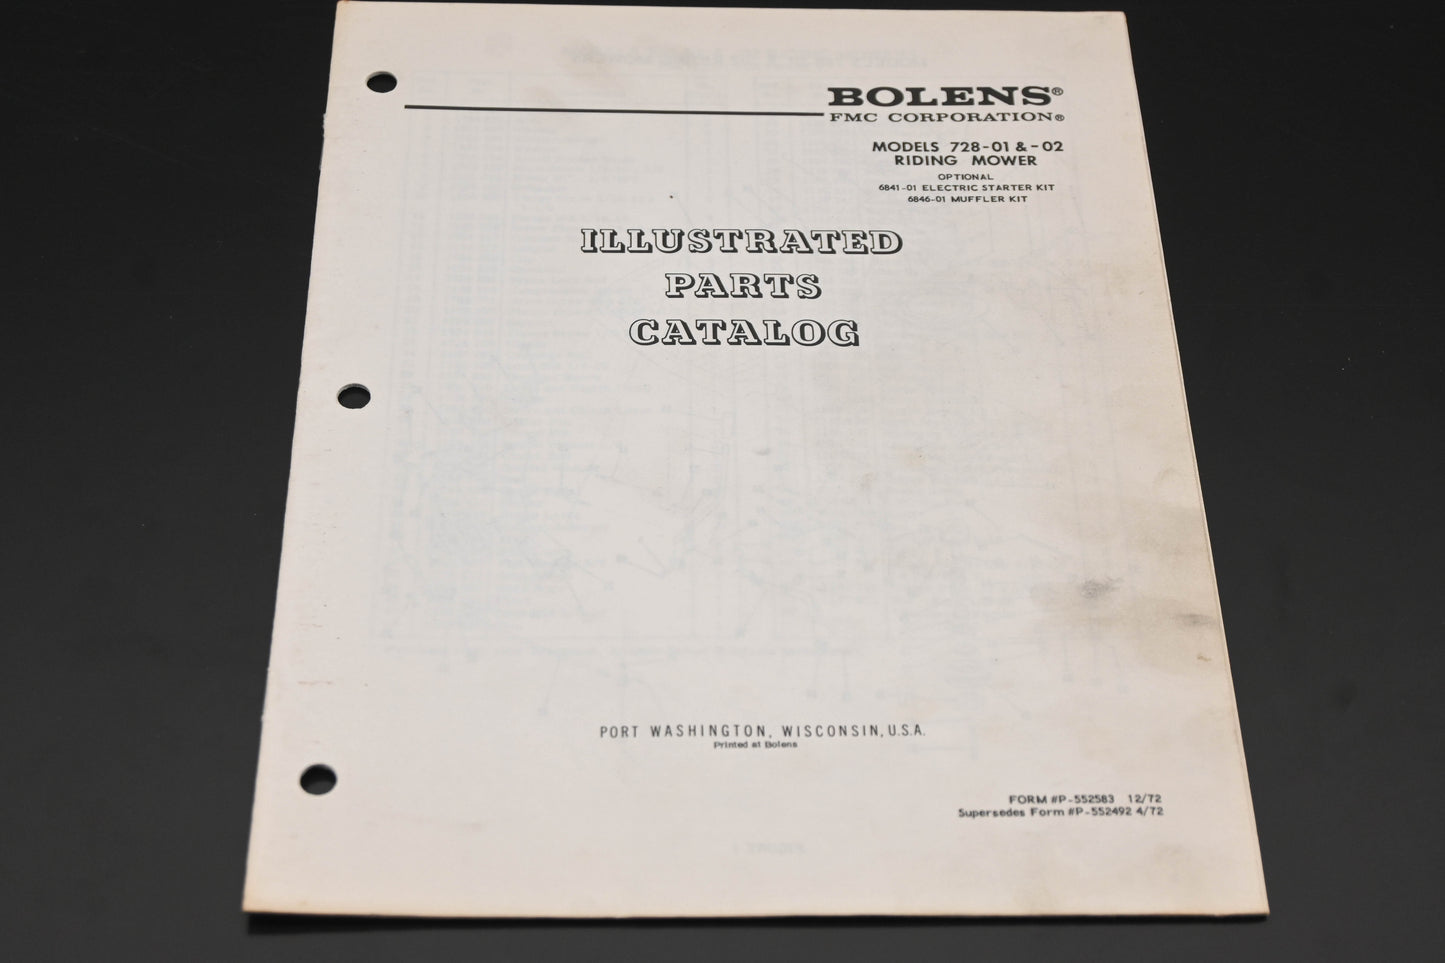 BOLENS®
FMC CORPORATION®
MODELS 728-01 & -02
RIDING MOWER
OPTIONAL
6841-01 ELECTRIC STARTER KIT
6846-01 MUFFLER KIT
ILLUSTRATED
PARTS
CATALOG
PORT WASHINGTON, WISCONSIN, U.S.A.
Printed at Bolens
FORM #P-552583 12/72
Supersedes Form #P-552492 4/72